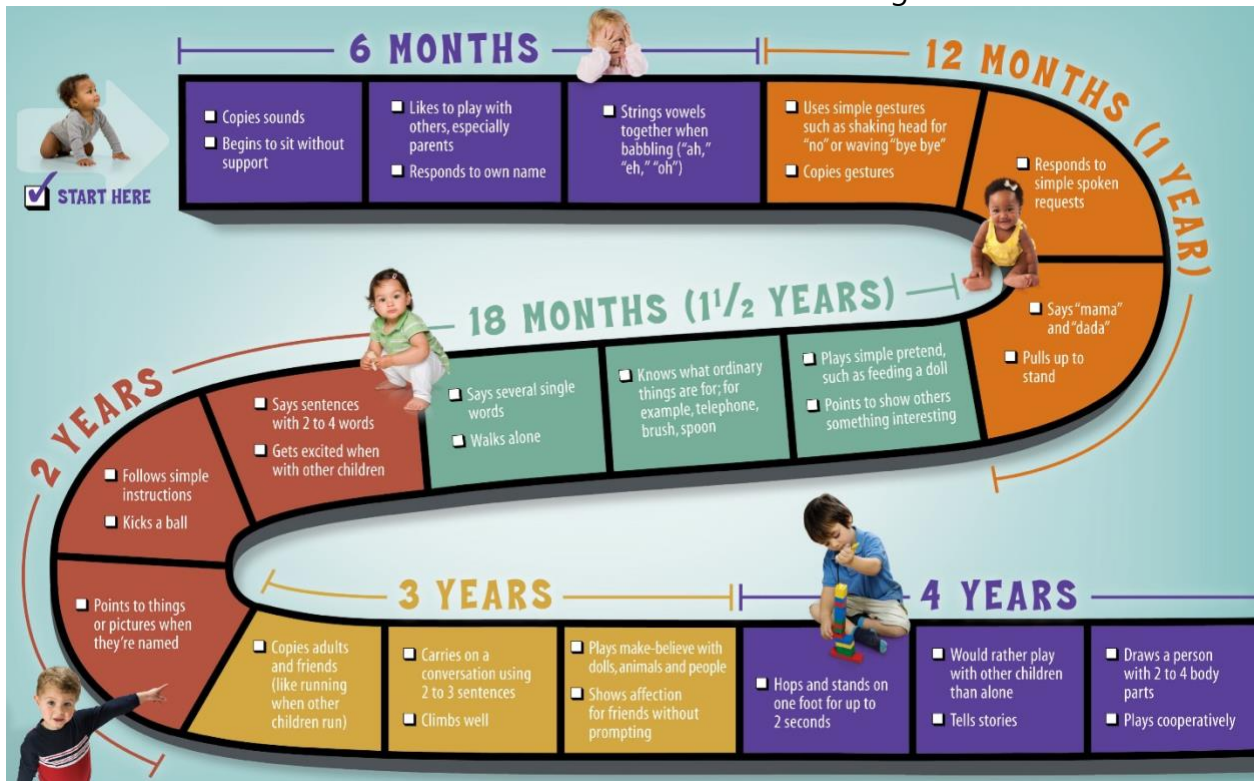 6 MONTHS
12 MONTHS (1 YEAR)
START HERE
Copies sounds
Begins to sit without
support
Likes to play with
others, especially
parents
Responds to own name
Strings vowels
together when
babbling ("ah,"
"eh," "oh")
Uses simple gestures
such as shaking head for
"no" or waving "bye bye"
Copies gestures
Responds to
simple spoken
requests
Says "mama"
and "dada"
Pulls up to
stand
18 MONTHS (1 1/2 YEARS)
Plays simple pretend,
such as feeding a doll
Points to show others
something interesting
Knows what ordinary
things are for; for
example, telephone,
brush, spoon
Says several single
words
Walks alone
2 YEARS
Says sentences
with 2 to 4 words
Gets excited when
with other children
Follows simple
instructions
Kicks a ball
Points to things
or pictures when
they're named
3 YEARS
Copies adults
and friends
(like running
when other
children run)
Carries on a
conversation using
2 to 3 sentences
Climbs well
Plays make-believe with
dolls, animals and people
Shows affection
for friends without
prompting
4 YEARS
Hops and stands on
one foot for up to
2 seconds
Would rather play
with other children
than alone
Tells stories
Draws a person
with 2 to 4 body
parts
Plays cooperatively